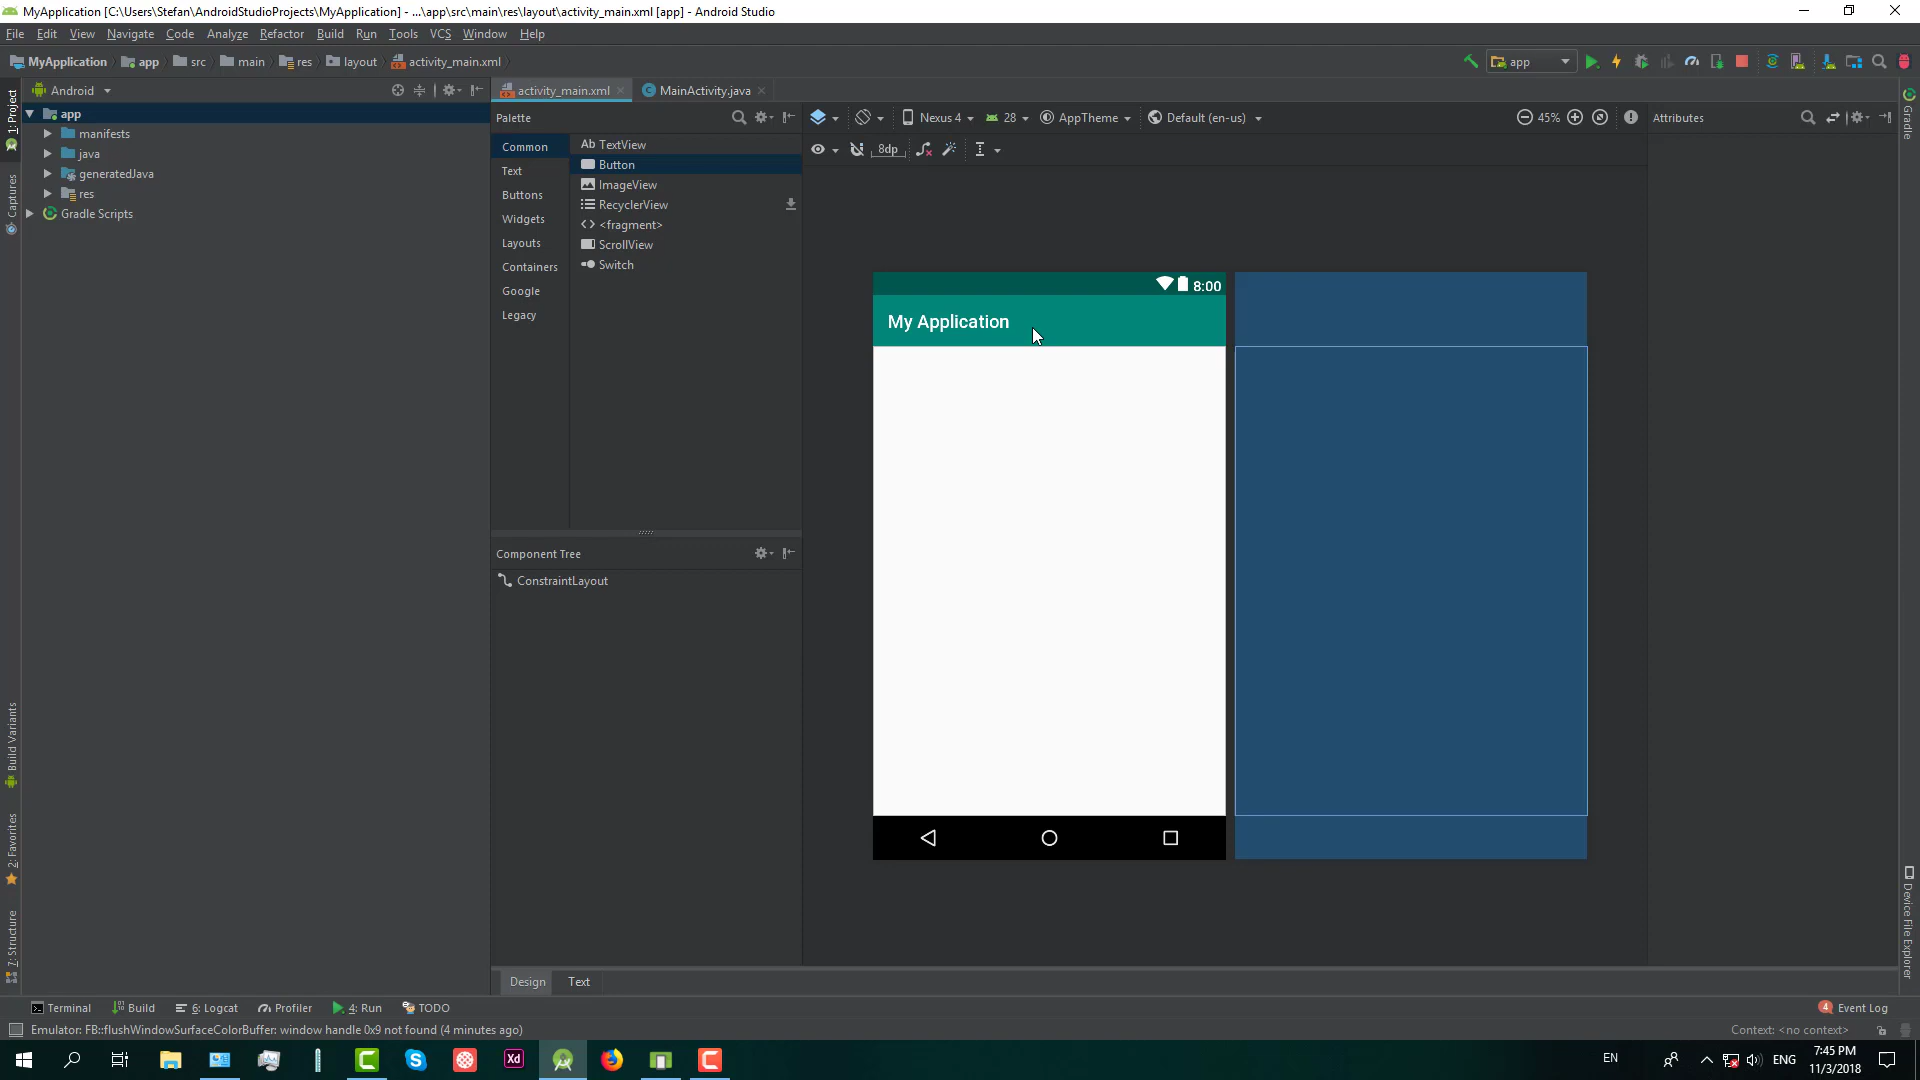 MyApplication [C:\Users\Stefan\AndroidStudioProjects\MyApplication] - ...\app\src\main\res\layout\activity_main.xml [app] - Android Studio
File Edit View Navigate Code Analyze Refactor Build Run Tools VCS Window Help
MyApplication app src main res layout activity_main.xml app
Android activity_main.xml MainActivity.java
1: Project
Captures
Build Variants
2: Favorites
7: Structure
app
manifests
java
generatedJava
res
Gradle Scripts
Palette
Common
Text
Buttons
Widgets
Layouts
Containers
Google
Legacy
Ab TextView
Button
ImageView
RecyclerView
<fragment>
ScrollView
Switch
Component Tree
ConstraintLayout
Nexus 4 28 AppTheme Default (en-us) 45%
8dp
8:00
My Application
Attributes
Gradle
Device File Explorer
Design Text
Terminal Build 6: Logcat Profiler 4: Run TODO 4 Event Log
Emulator: FB::flushWindowSurfaceColorBuffer: window handle 0x9 not found (4 minutes ago) Context: <no context>
Xd EN ENG 7:45 PM
11/3/2018